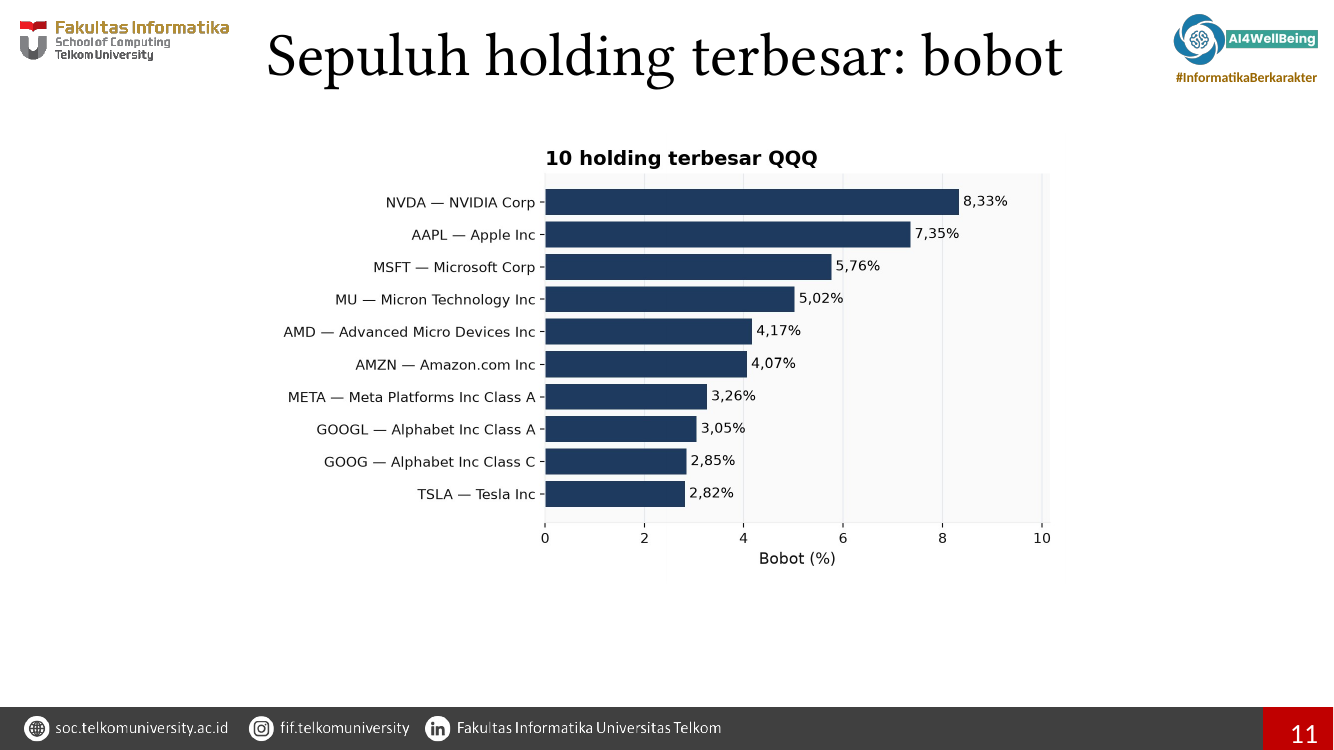 Fakultas Informatika
School of Computing
Telkom University
Sepuluh holding terbesar: bobot
AI4WellBeing
#InformatikaBerkarakter
10 holding terbesar QQQ
NVDA — NVIDIA Corp 8,33%
AAPL — Apple Inc 7,35%
MSFT — Microsoft Corp 5,76%
MU — Micron Technology Inc 5,02%
AMD — Advanced Micro Devices Inc 4,17%
AMZN — Amazon.com Inc 4,07%
META — Meta Platforms Inc Class A 3,26%
GOOGL — Alphabet Inc Class A 3,05%
GOOG — Alphabet Inc Class C 2,85%
TSLA — Tesla Inc 2,82%
0 2 4 6 8 10
Bobot (%)
soc.telkomuniversity.ac.id fif.telkomuniversity in Fakultas Informatika Universitas Telkom
11